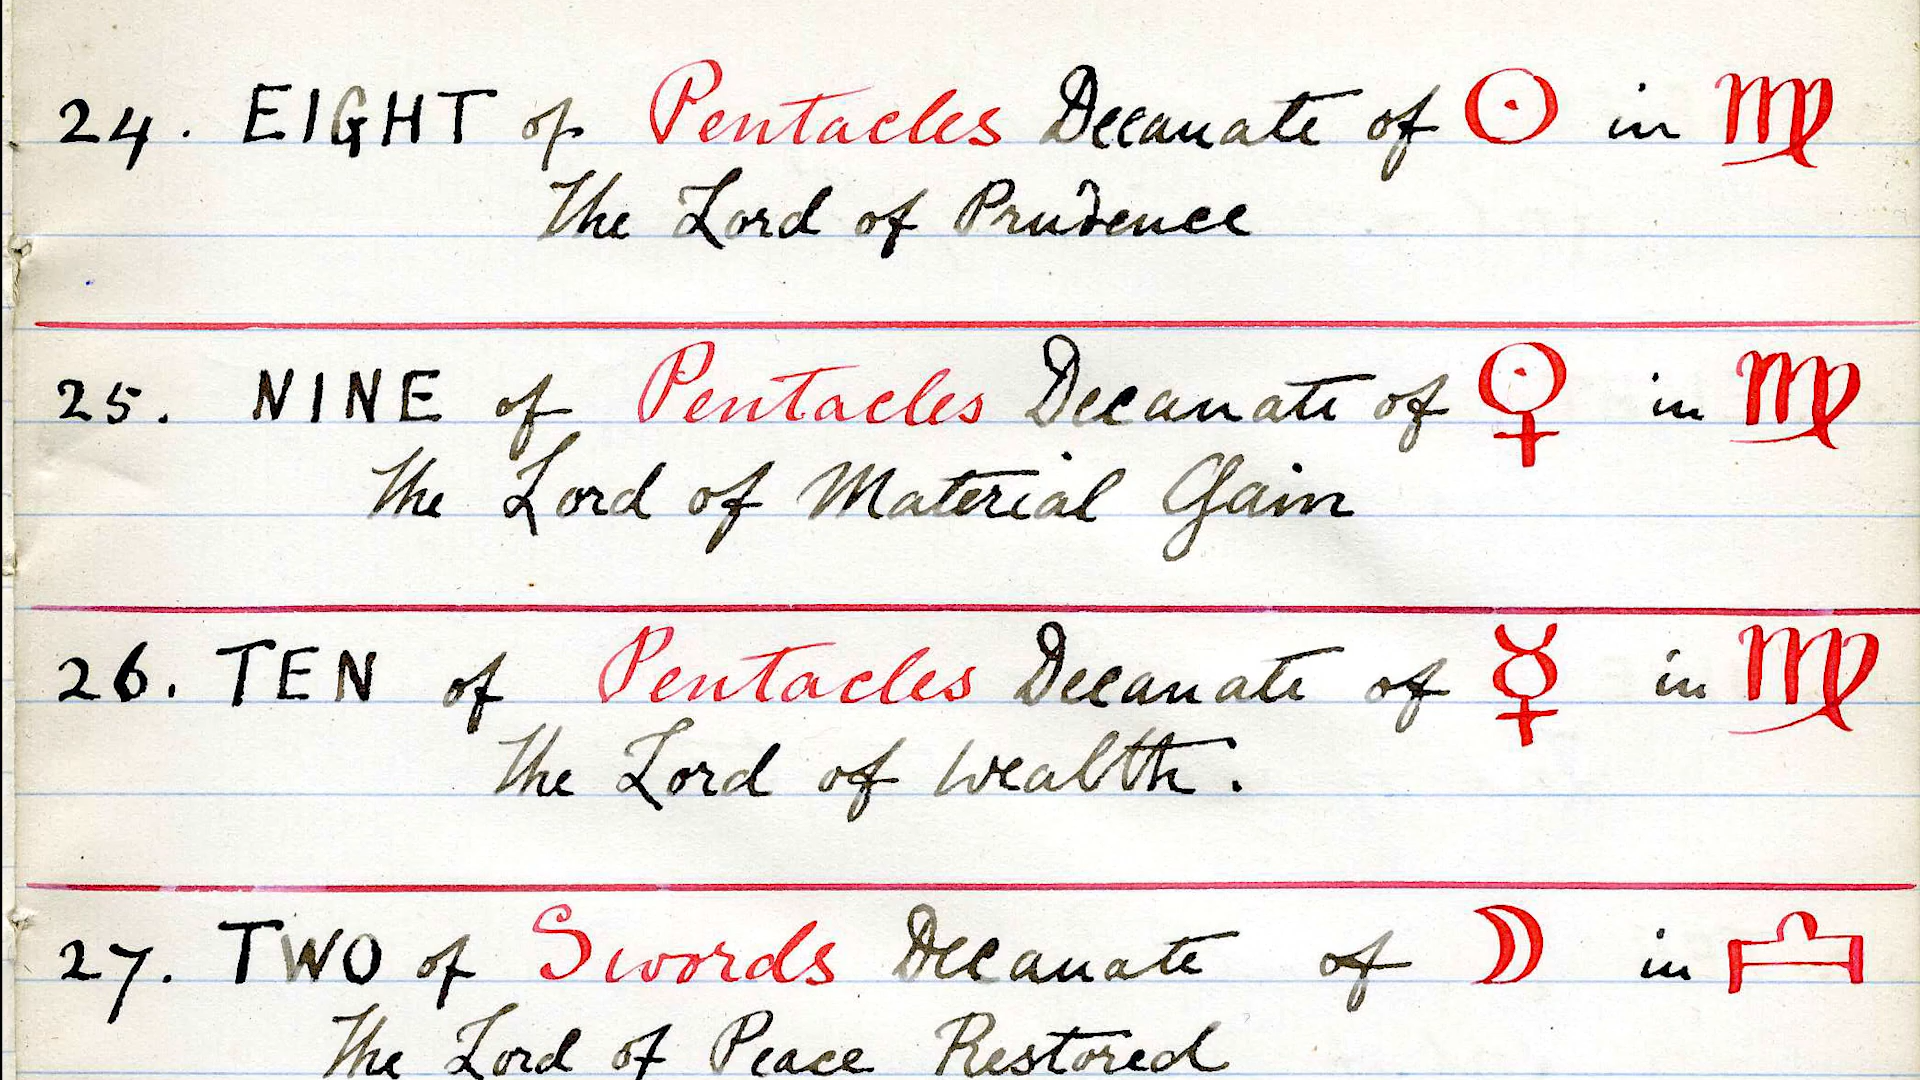 24. EIGHT of Pentacles Decanate of ☉ in ♍
The Lord of Prudence
25. NINE of Pentacles Decanate of ♀ in ♍
The Lord of Material Gain
26. TEN of Pentacles Decanate of ☿ in ♍
The Lord of Wealth.
27. TWO of Swords Decanate of ☽ in ♎
The Lord of Peace Restored